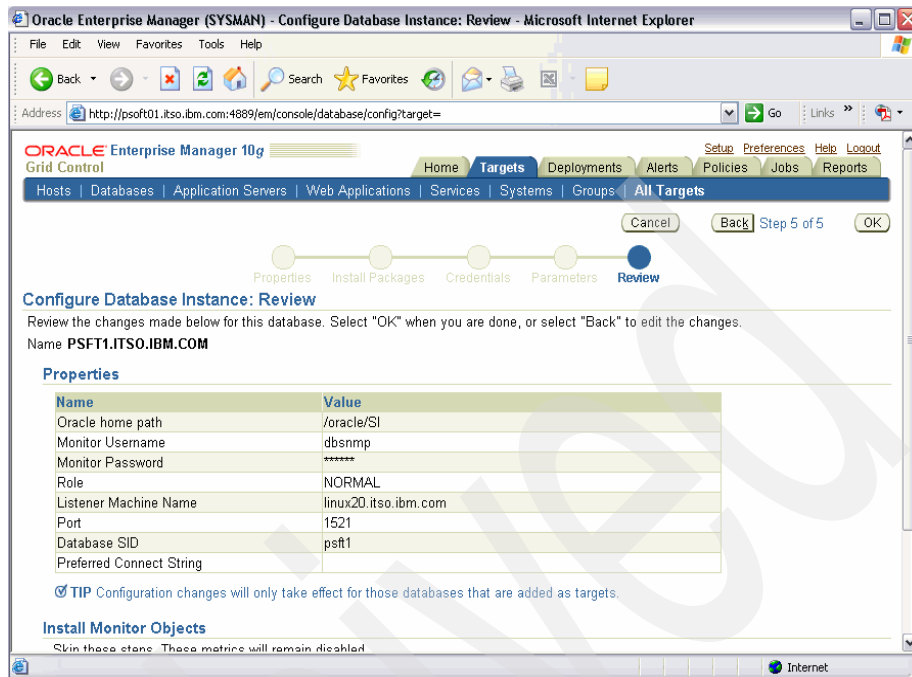 Oracle Enterprise Manager (SYSMAN) - Configure Database Instance: Review - Microsoft Internet Explorer
File Edit View Favorites Tools Help
Back Search Favorites
Address http://psoft01.itso.ibm.com:4889/em/console/database/config?target= Go Links »
ORACLE Enterprise Manager 10g
Grid Control
Setup Preferences Help Logout
Home Targets Deployments Alerts Policies Jobs Reports
Hosts | Databases | Application Servers | Web Applications | Services | Systems | Groups | All Targets
Cancel Back Step 5 of 5 OK
Properties Install Packages Credentials Parameters Review
Configure Database Instance: Review
Review the changes made below for this database. Select "OK" when you are done, or select "Back" to edit the changes.
Name PSFT1.ITSO.IBM.COM
Properties
Name Value
Oracle home path /oracle/SI
Monitor Username dbsnmp
Monitor Password ******
Role NORMAL
Listener Machine Name linux20.itso.ibm.com
Port 1521
Database SID psft1
Preferred Connect String
TIP Configuration changes will only take effect for those databases that are added as targets.
Install Monitor Objects
Skip these steps. These metrics will remain disabled
Internet